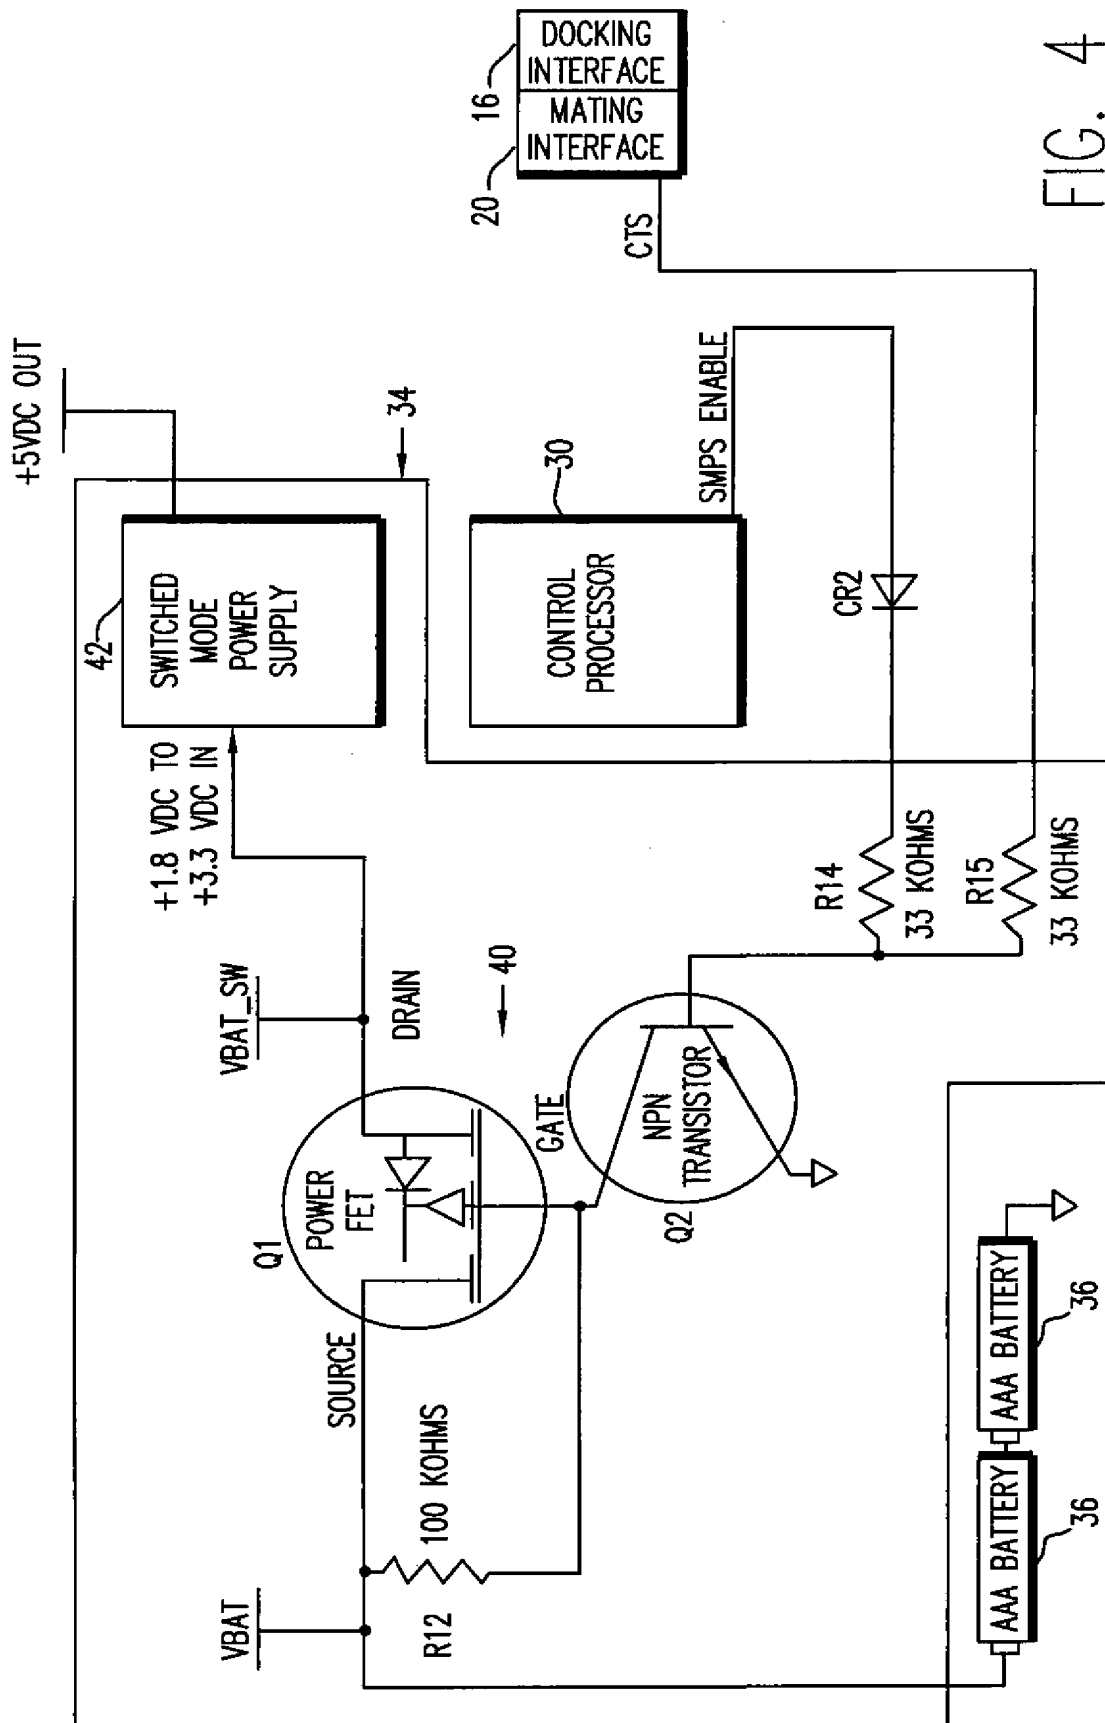 +5VDC OUT
42
SWITCHED
MODE
POWER
SUPPLY
+1.8 VDC TO
+3.3 VDC IN
34
VBAT_SW
DRAIN
40
Q1
POWER
FET
GATE
SOURCE
VBAT
R12
100 KOHMS
30
CONTROL
PROCESSOR
SMPS ENABLE
CR2
16
DOCKING
INTERFACE
20
MATING
INTERFACE
CTS
R14
33 KOHMS
R15
33 KOHMS
NPN
TRANSISTOR
Q2
AAA BATTERY
36
AAA BATTERY
36
FIG. 4